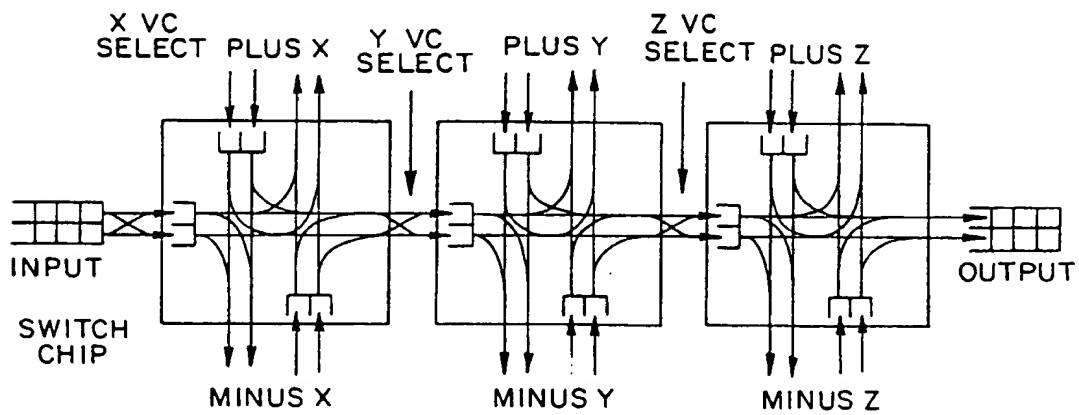 X VC
SELECT
PLUS X
Y VC
SELECT
PLUS Y
Z VC
SELECT
PLUS Z
INPUT
OUTPUT
SWITCH
CHIP
MINUS X
MINUS Y
MINUS Z